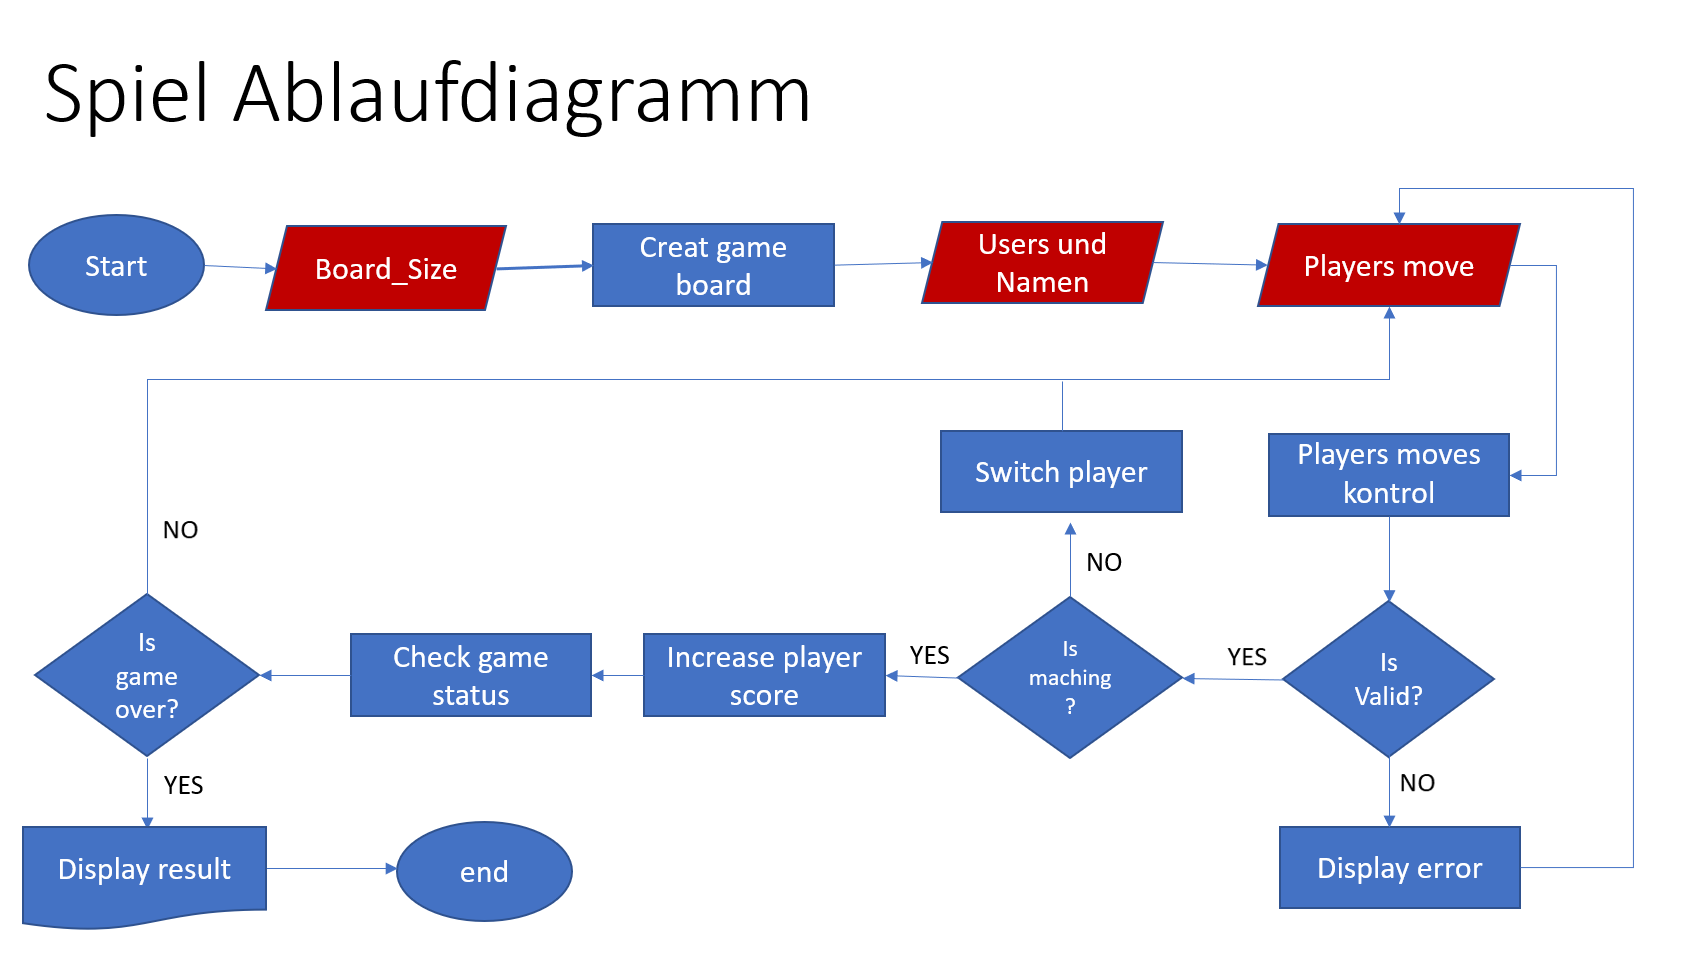 Spiel Ablaufdiagramm
Start
Board_Size
Creat game
board
Users und
Namen
Players move
Switch player
Players moves
kontrol
NO
NO
Is
game
over?
Check game
status
Increase player
score
YES
Is
maching
?
YES
Is
Valid?
YES
NO
Display result
end
Display error